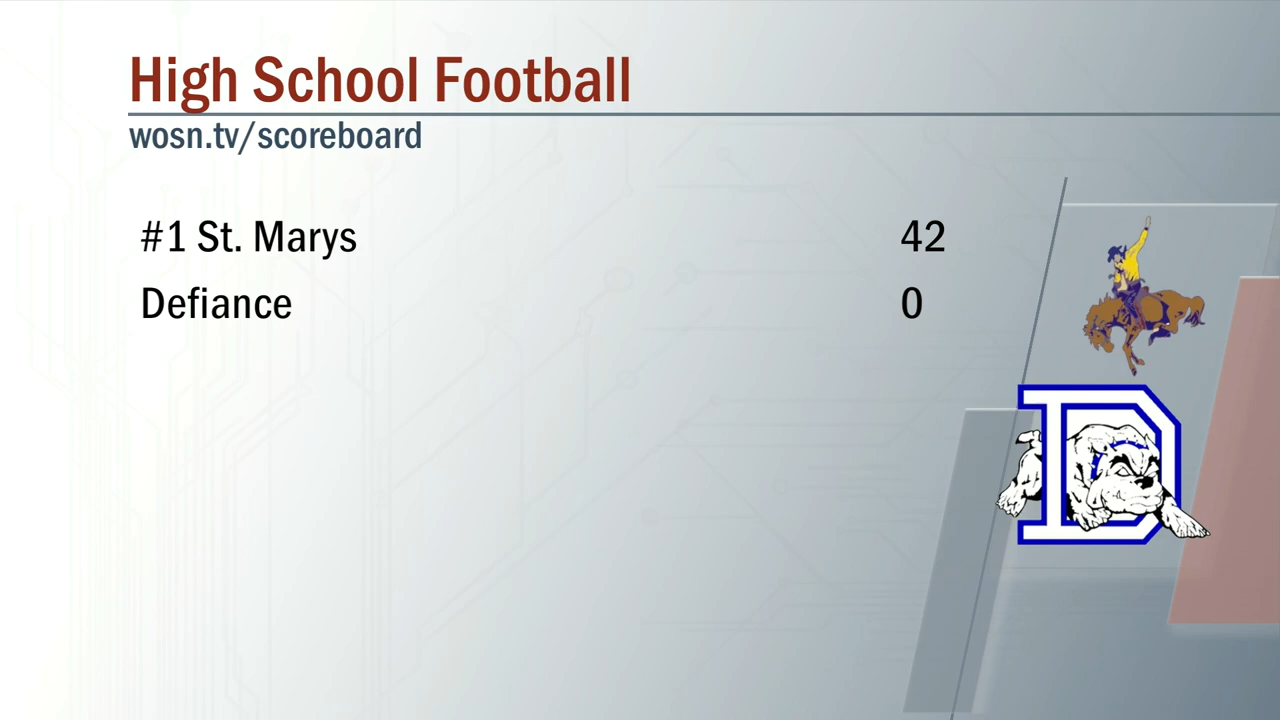 High School Football
wosn.tv/scoreboard
#1 St. Marys 42
Defiance 0
D